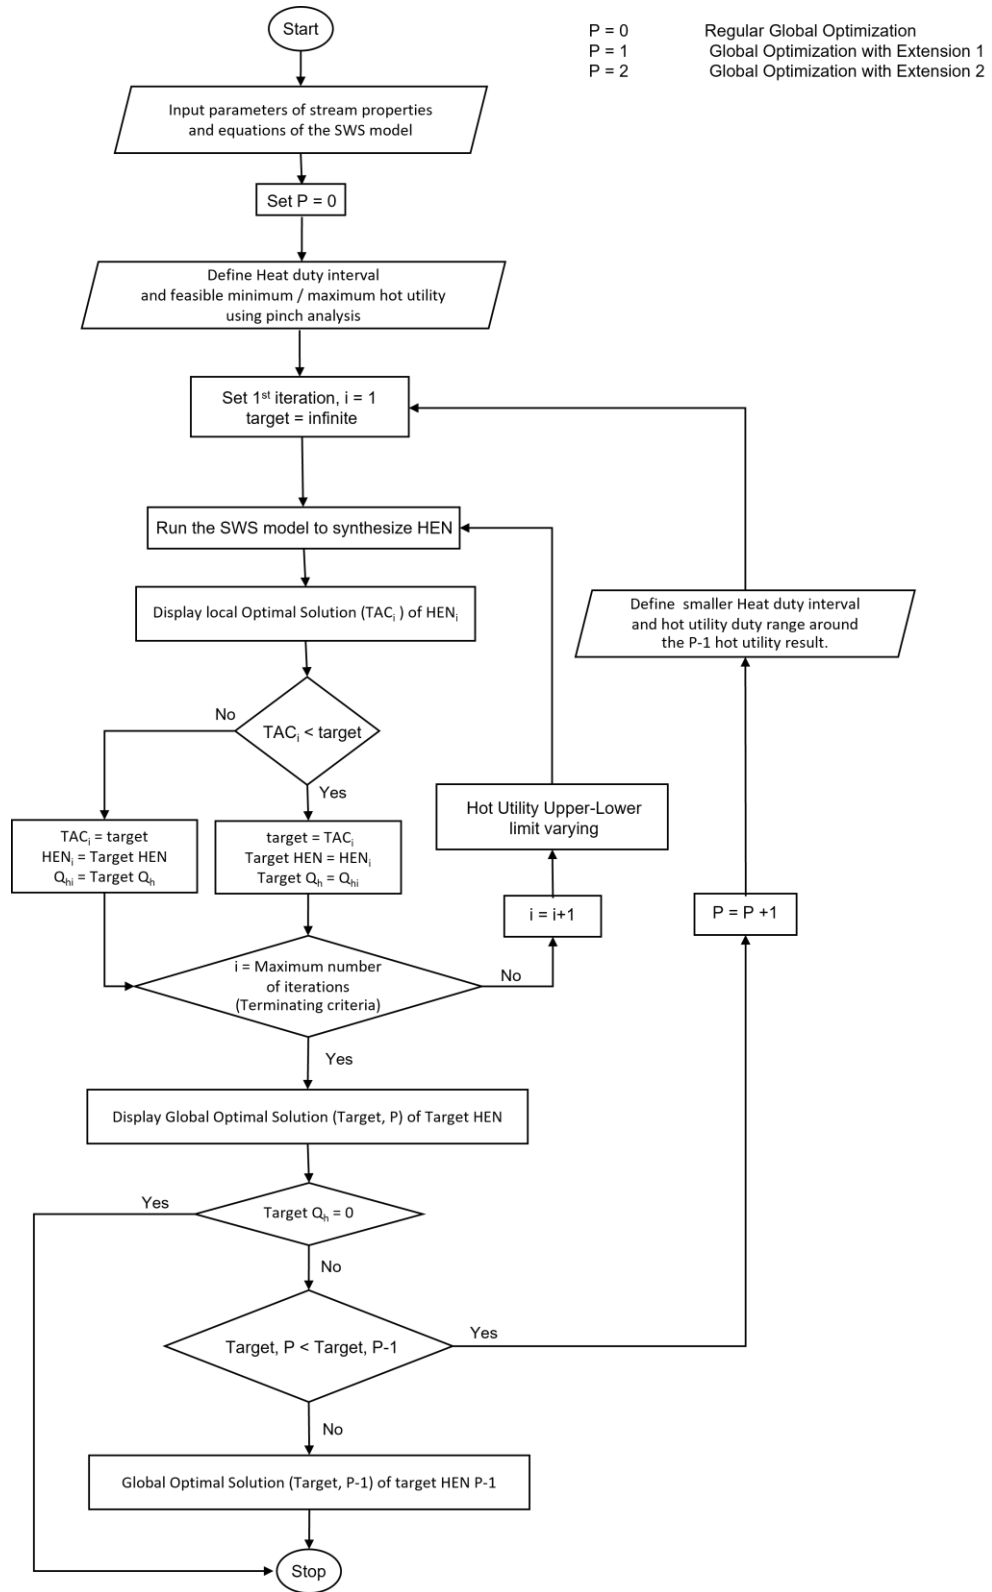 Start
P = 0 Regular Global Optimization
P = 1 Global Optimization with Extension 1
P = 2 Global Optimization with Extension 2
Input parameters of stream properties
and equations of the SWS model
Set P = 0
Define Heat duty interval
and feasible minimum / maximum hot utility
using pinch analysis
Set 1st iteration, i = 1
target = infinite
Run the SWS model to synthesize HEN
Display local Optimal Solution (TACi ) of HENi
Define smaller Heat duty interval
and hot utility duty range around
the P-1 hot utility result.
No
TACi < target
Yes
Hot Utility Upper-Lower
limit varying
TACi = target
HENi = Target HEN
Qhi = Target Qh
target = TACi
Target HEN = HENi
Target Qh = Qhi
i = i+1
P = P +1
i = Maximum number
of iterations
(Terminating criteria)
No
Yes
Display Global Optimal Solution (Target, P) of Target HEN
Yes
Target Qh = 0
No
Target, P < Target, P-1
Yes
No
Global Optimal Solution (Target, P-1) of target HEN P-1
Stop